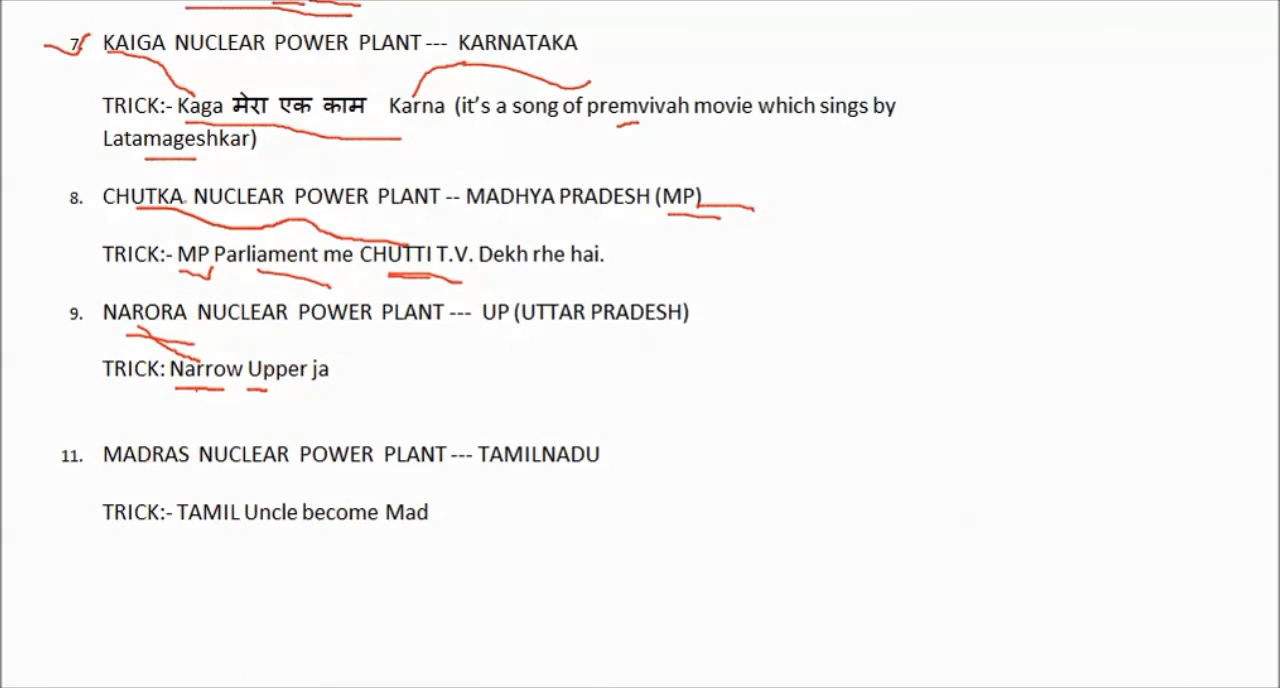 7. KAIGA NUCLEAR POWER PLANT --- KARNATAKA
TRICK:- Kaga मेरा एक काम Karna (it's a song of premvivah movie which sings by
Latamageshkar)
8. CHUTKA NUCLEAR POWER PLANT -- MADHYA PRADESH (MP)
TRICK:- MP Parliament me CHUTTI T.V. Dekh rhe hai.
9. NARORA NUCLEAR POWER PLANT --- UP (UTTAR PRADESH)
TRICK: Narrow Upper ja
11. MADRAS NUCLEAR POWER PLANT --- TAMILNADU
TRICK:- TAMIL Uncle become Mad